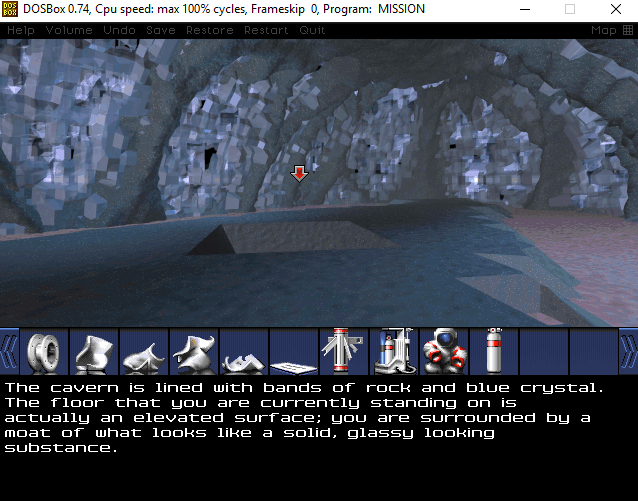 DOSBox 0.74, Cpu speed: max 100% cycles, Frameskip 0, Program: MISSION
Help Volume Undo Save Restore Restart Quit Map
The cavern is lined with bands of rock and blue crystal.
The floor that you are currently standing on is
actually an elevated surface; you are surrounded by a
moat of what looks like a solid, glassy looking
substance.